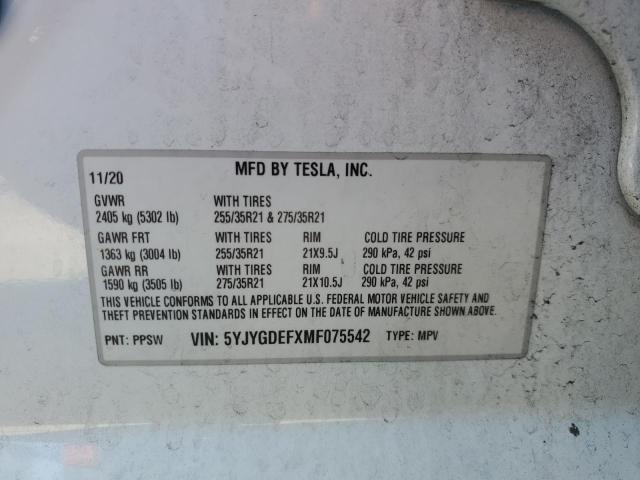 11/20 MFD BY TESLA, INC.
GVWR WITH TIRES
2405 kg (5302 lb) 255/35R21 & 275/35R21
GAWR FRT WITH TIRES RIM COLD TIRE PRESSURE
1363 kg (3004 lb) 255/35R21 21X9.5J 290 kPa, 42 psi
GAWR RR WITH TIRES RIM COLD TIRE PRESSURE
1590 kg (3505 lb) 275/35R21 21X10.5J 290 kPa, 42 psi
THIS VEHICLE CONFORMS TO ALL APPLICABLE U.S. FEDERAL MOTOR VEHICLE SAFETY AND
THEFT PREVENTION STANDARDS IN EFFECT ON THE DATE OF MANUFACTURE SHOWN ABOVE.
PNT: PPSW VIN: 5YJYGDEFXMF075542 TYPE: MPV